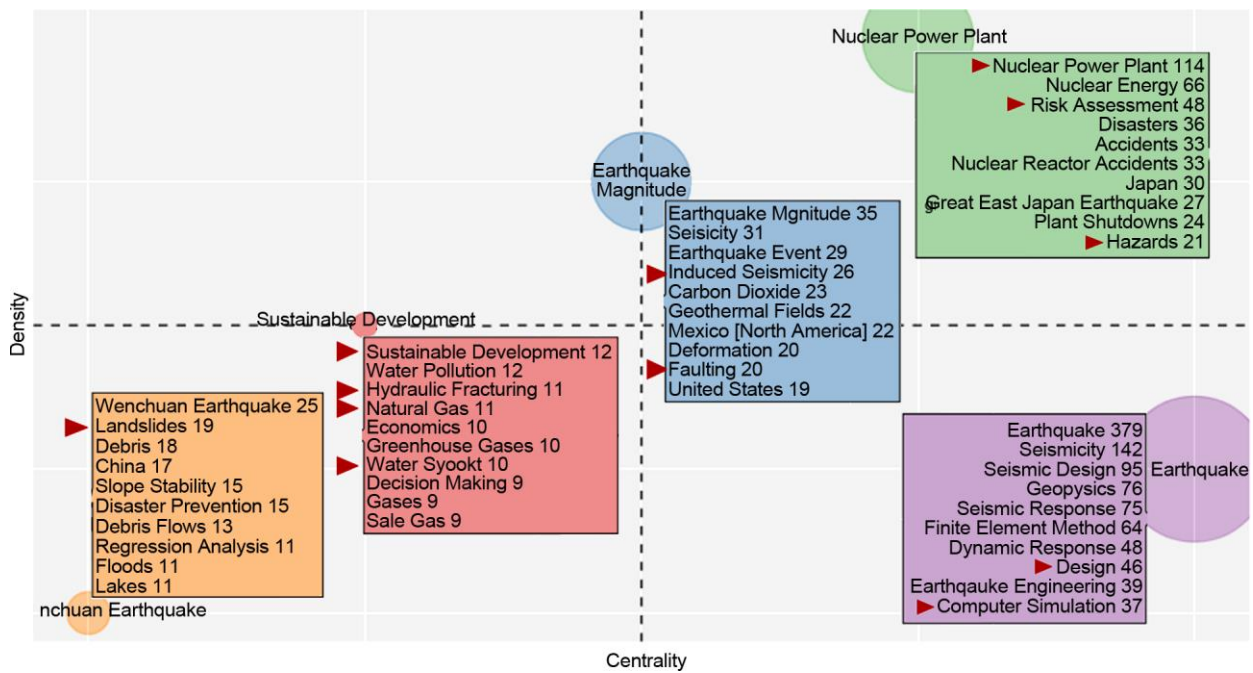 Nuclear Power Plant
Nuclear Power Plant 114
Nuclear Energy 66
Risk Assessment 48
Disasters 36
Accidents 33
Nuclear Reactor Accidents 33
Japan 30
Great East Japan Earthquake 27
Plant Shutdowns 24
Hazards 21
Earthquake
Magnitude
Earthquake Mgnitude 35
Seisicity 31
Earthquake Event 29
Induced Seismicity 26
Carbon Dioxide 23
Geothermal Fields 22
Mexico [North America] 22
Deformation 20
Faulting 20
United States 19
Density
Sustainable Development
Sustainable Development 12
Water Pollution 12
Hydraulic Fracturing 11
Natural Gas 11
Economics 10
Greenhouse Gases 10
Water Syookt 10
Decision Making 9
Gases 9
Sale Gas 9
Wenchuan Earthquake 25
Landslides 19
Debris 18
China 17
Slope Stability 15
Disaster Prevention 15
Debris Flows 13
Regression Analysis 11
Floods 11
Lakes 11
nchuan Earthquake
Earthquake 379
Seismicity 142
Seismic Design 95
Geopysics 76
Seismic Response 75
Finite Element Method 64
Dynamic Response 48
Design 46
Earthqauke Engineering 39
Computer Simulation 37
Earthquake
Centrality